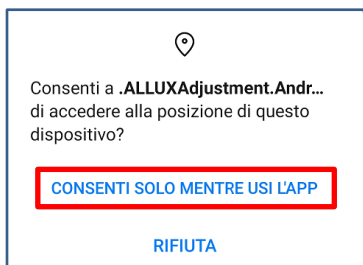 Consenti a .ALLUXAdjustment.Andr...
di accedere alla posizione di questo
dispositivo?
CONSENTI SOLO MENTRE USI L'APP
RIFIUTA